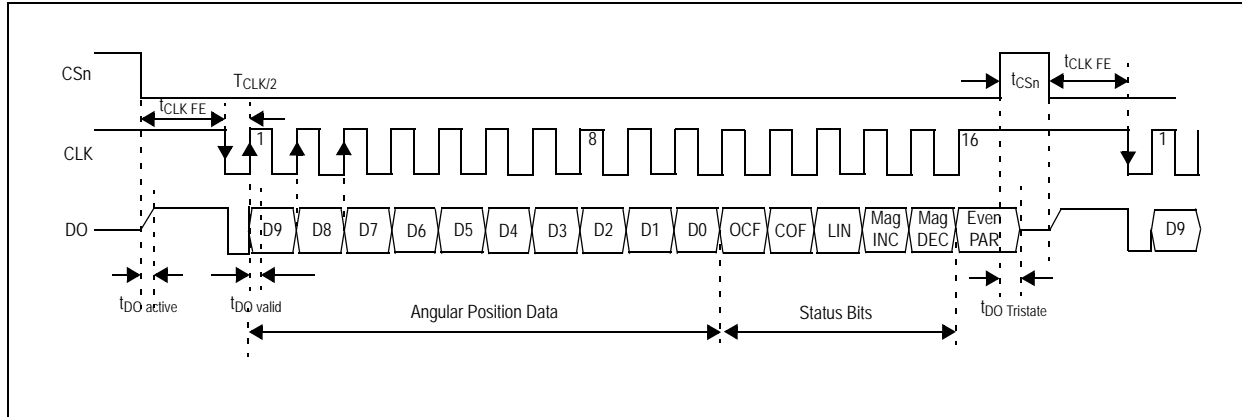 CSn
TCLK/2
tCLK FE
tCSn
tCLK FE
CLK
1
8
16
1
DO
D9 D8 D7 D6 D5 D4 D3 D2 D1 D0 OCF COF LIN Mag INC Mag DEC Even PAR D9
tDO active
tDO valid
Angular Position Data
Status Bits
tDO Tristate